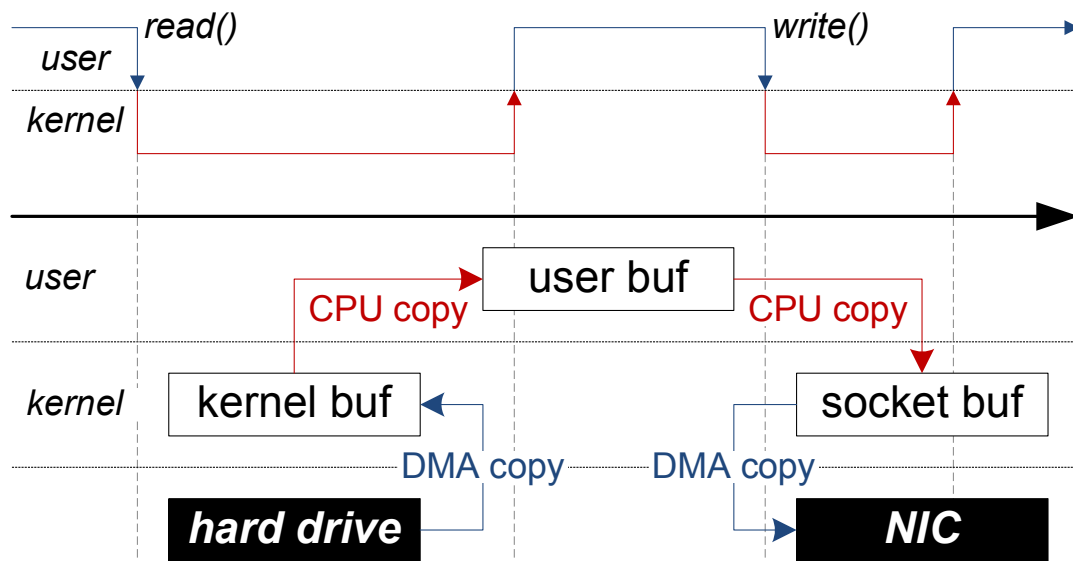 read()
write()
user
kernel
user
user buf
CPU copy
CPU copy
kernel
kernel buf
socket buf
DMA copy
DMA copy
hard drive
NIC